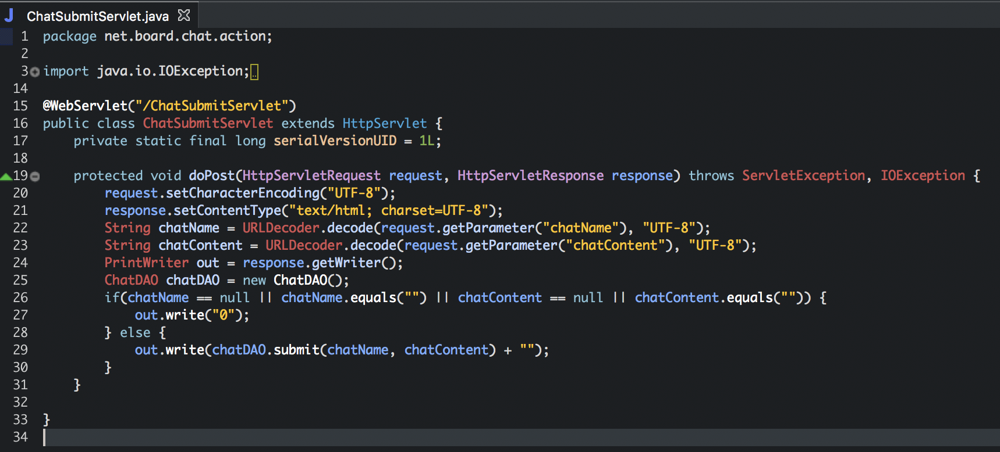 ChatSubmitServlet.java
1 package net.board.chat.action;
2
3 import java.io.IOException;
14
15 @WebServlet("/ChatSubmitServlet")
16 public class ChatSubmitServlet extends HttpServlet {
17     private static final long serialVersionUID = 1L;
18
19     protected void doPost(HttpServletRequest request, HttpServletResponse response) throws ServletException, IOException {
20         request.setCharacterEncoding("UTF-8");
21         response.setContentType("text/html; charset=UTF-8");
22         String chatName = URLDecoder.decode(request.getParameter("chatName"), "UTF-8");
23         String chatContent = URLDecoder.decode(request.getParameter("chatContent"), "UTF-8");
24         PrintWriter out = response.getWriter();
25         ChatDAO chatDAO = new ChatDAO();
26         if(chatName == null || chatName.equals("") || chatContent == null || chatContent.equals("")) {
27             out.write("0");
28         } else {
29             out.write(chatDAO.submit(chatName, chatContent) + "");
30         }
31     }
32
33 }
34